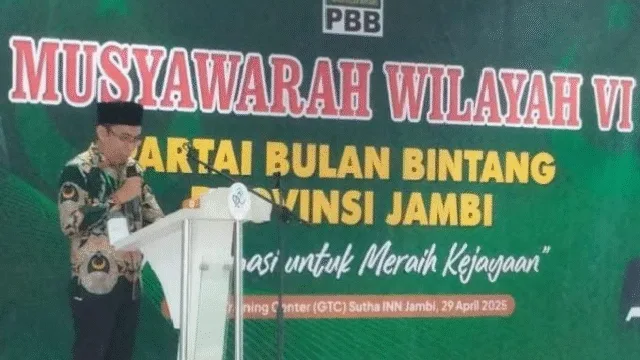 PBB
MUSYAWARAH WILAYAH VI
ARTAI BULAN BINTANG
OVINSI JAMBI
asi untuk Meraih Kejayaan"
ning Center (GTC) Sutha INN Jambi, 29 April 2025